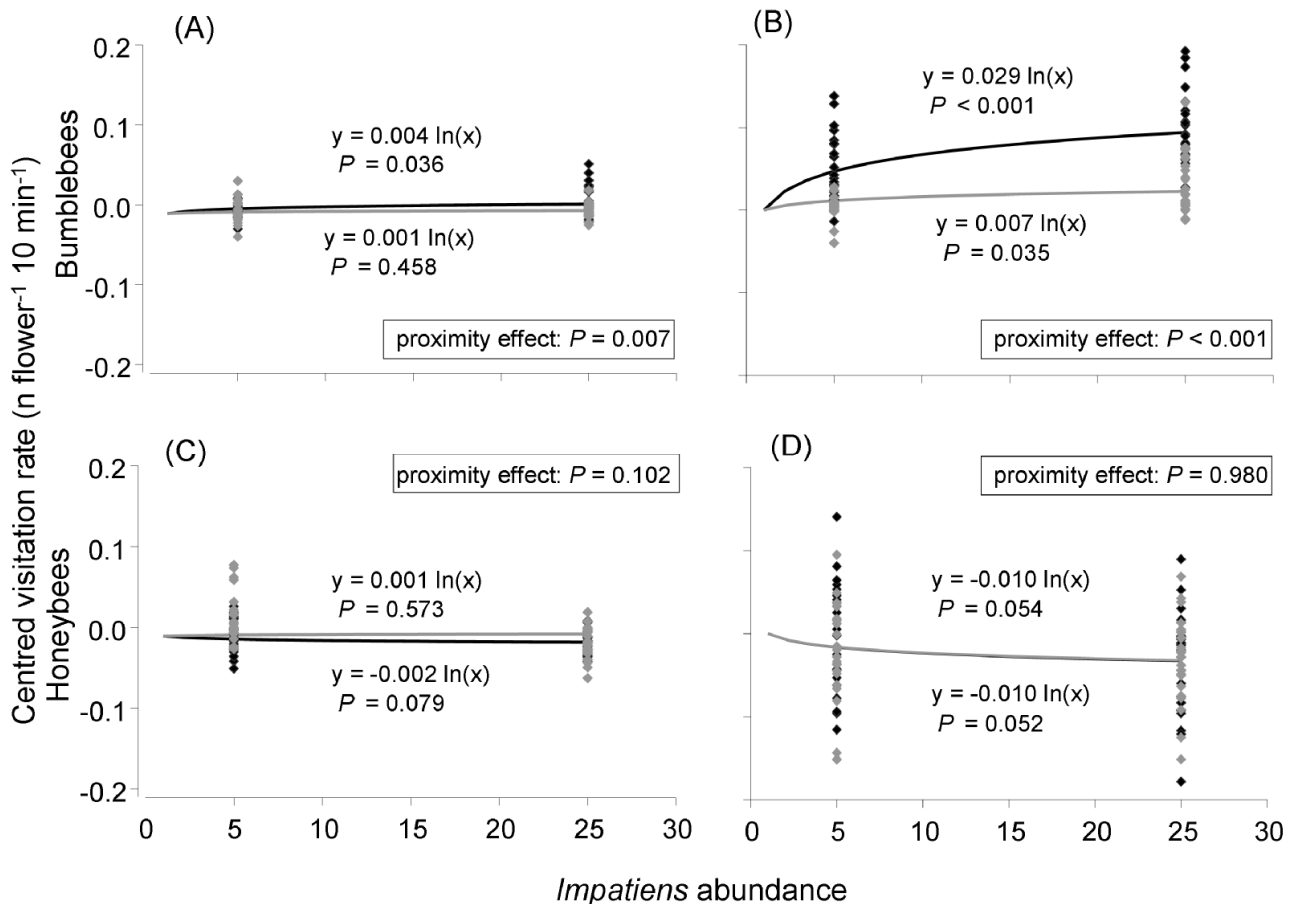 (A)
(B)
Centred visitation rate (n flower⁻¹ 10 min⁻¹)
Bumblebees
0.2
0.1
0.0
-0.1
-0.2
y = 0.004 ln(x)
P = 0.036
y = 0.001 ln(x)
P = 0.458
proximity effect: P = 0.007
0
5
10
15
20
25
30
y = 0.029 ln(x)
P < 0.001
y = 0.007 ln(x)
P = 0.035
proximity effect: P < 0.001
(C)
Honeybees
0.2
0.1
0.0
-0.1
-0.2
proximity effect: P = 0.102
y = 0.001 ln(x)
P = 0.573
y = -0.002 ln(x)
P = 0.079
(D)
proximity effect: P = 0.980
y = -0.010 ln(x)
P = 0.054
y = -0.010 ln(x)
P = 0.052
0
5
10
15
20
25
30
Impatiens abundance